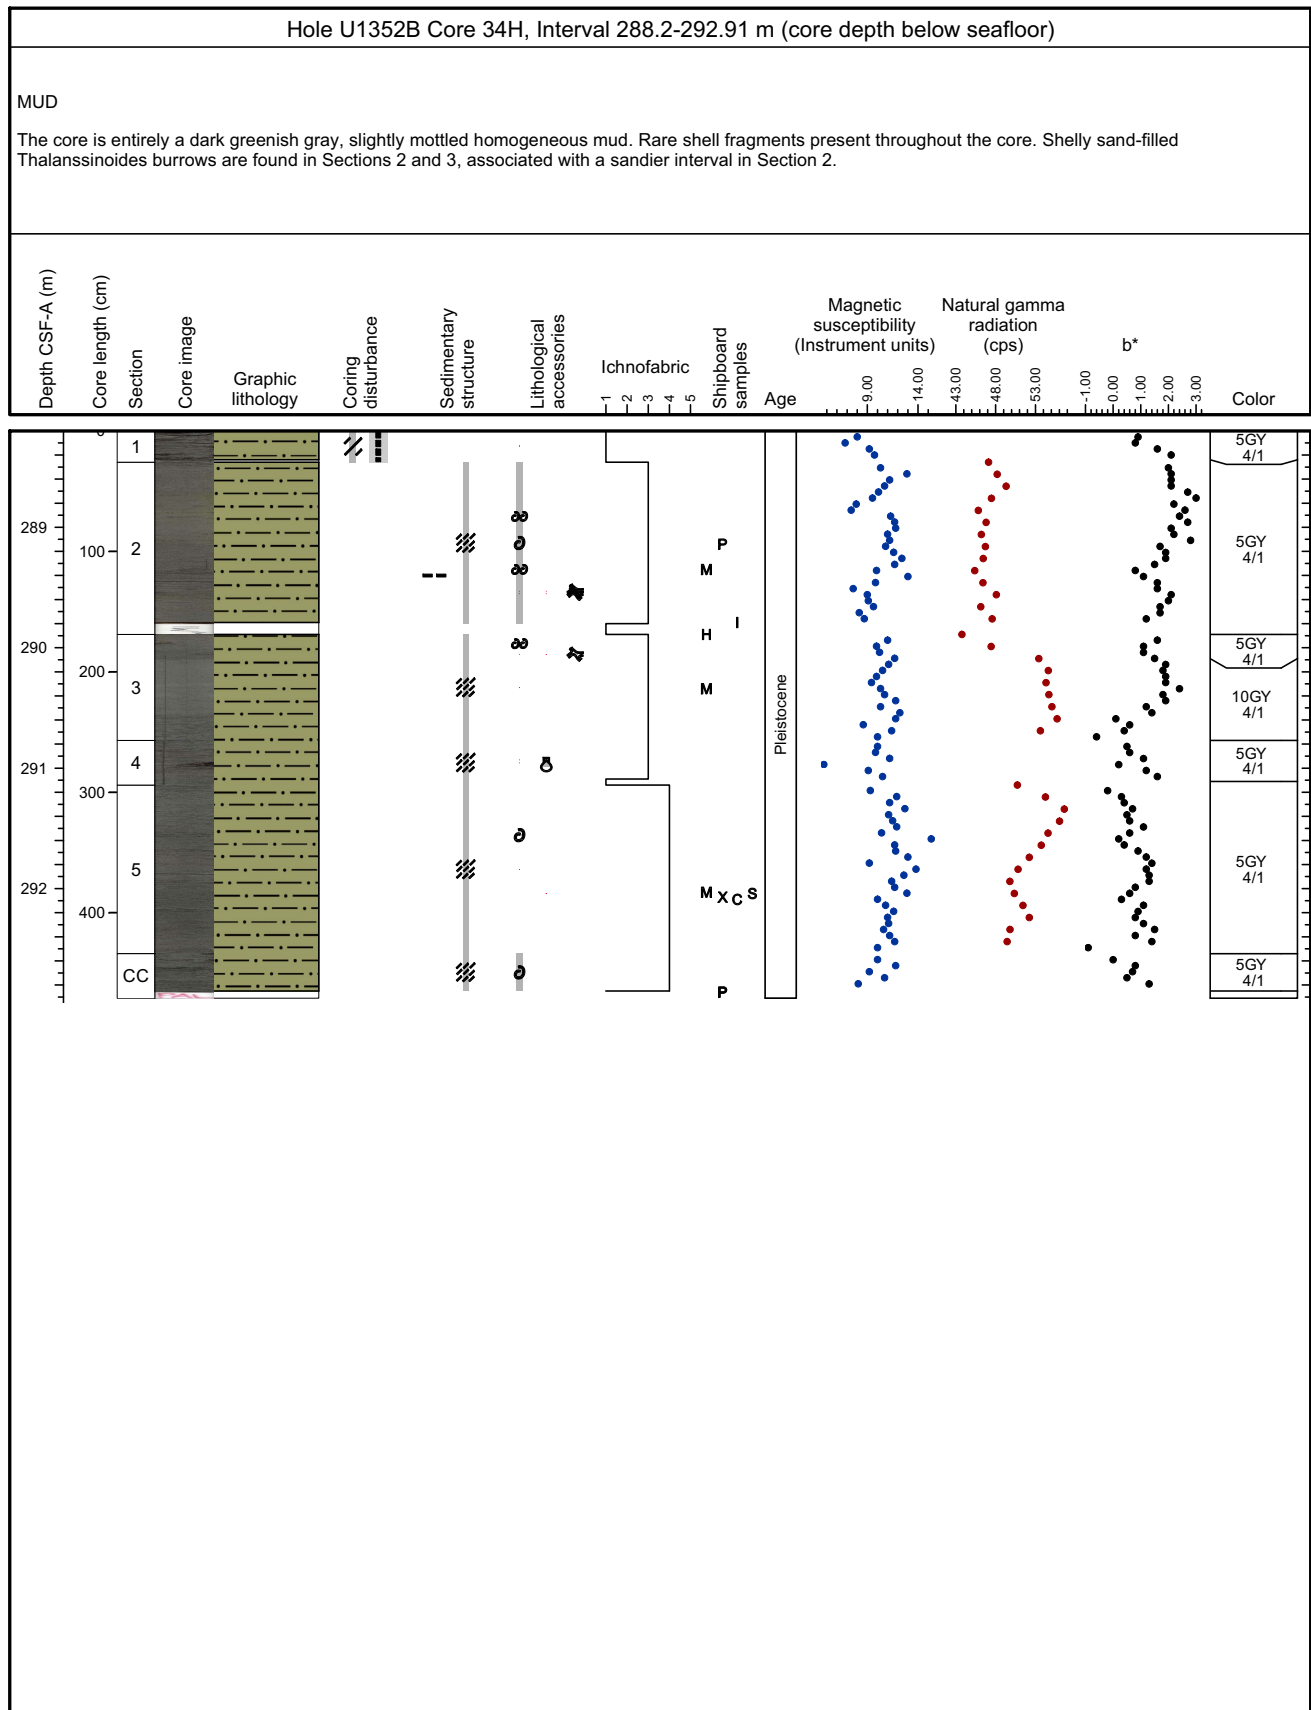 Hole U1352B Core 34H, Interval 288.2-292.91 m (core depth below seafloor)
MUD
The core is entirely a dark greenish gray, slightly mottled homogeneous mud. Rare shell fragments present throughout the core. Shelly sand-filled
Thalanssinoides burrows are found in Sections 2 and 3, associated with a sandier interval in Section 2.
Depth CSF-A (m)
Core length (cm)
Section
Core image
Graphic
lithology
Coring
disturbance
Sedimentary
structure
Lithological
accessories
Ichnofabric
1 2 3 4 5
Shipboard
samples
Age
Magnetic
susceptibility
(Instrument units)
9.00 14.00
Natural gamma
radiation
(cps)
43.00 48.00 53.00
b*
-1.00 0.00 1.00 2.00 3.00
Color
289
290
291
292
0
100
200
300
400
1
2
3
4
5
CC
P
M
I
H
M
M X C S
P
Pleistocene
5GY
4/1
5GY
4/1
5GY
4/1
10GY
4/1
5GY
4/1
5GY
4/1
5GY
4/1